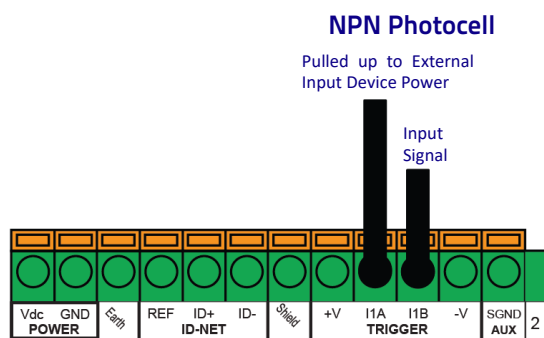 NPN Photocell
Pulled up to External
Input Device Power
Input
Signal
Vdc GND Earth REF ID+ ID- Shield +V I1A I1B -V SGND
POWER ID-NET TRIGGER AUX 2